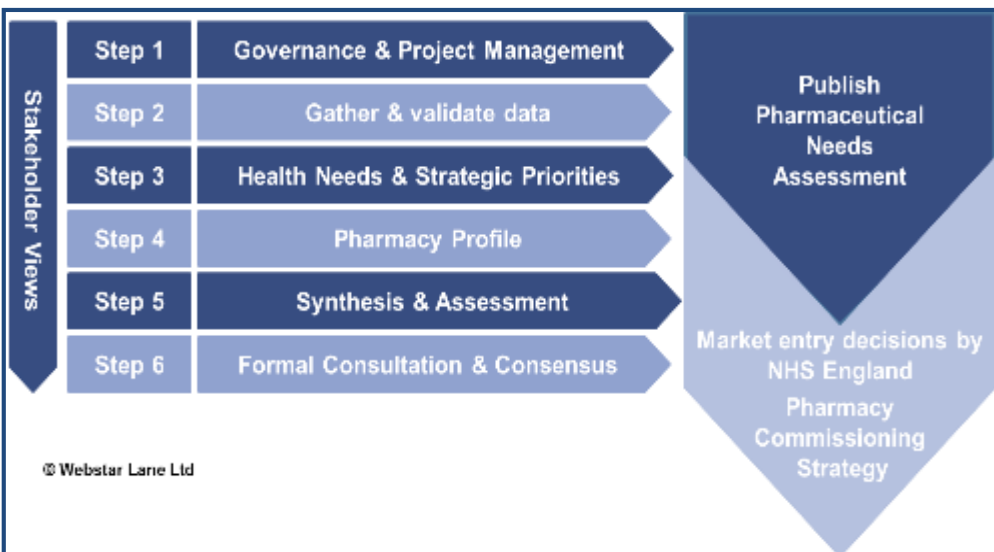 Stakeholder Views
Step 1
Governance & Project Management
Step 2
Gather & validate data
Step 3
Health Needs & Strategic Priorities
Step 4
Pharmacy Profile
Step 5
Synthesis & Assessment
Step 6
Formal Consultation & Consensus
Publish
Pharmaceutical
Needs
Assessment
Market entry decisions by
NHS England
Pharmacy
Commissioning
Strategy
© Webstar Lane Ltd